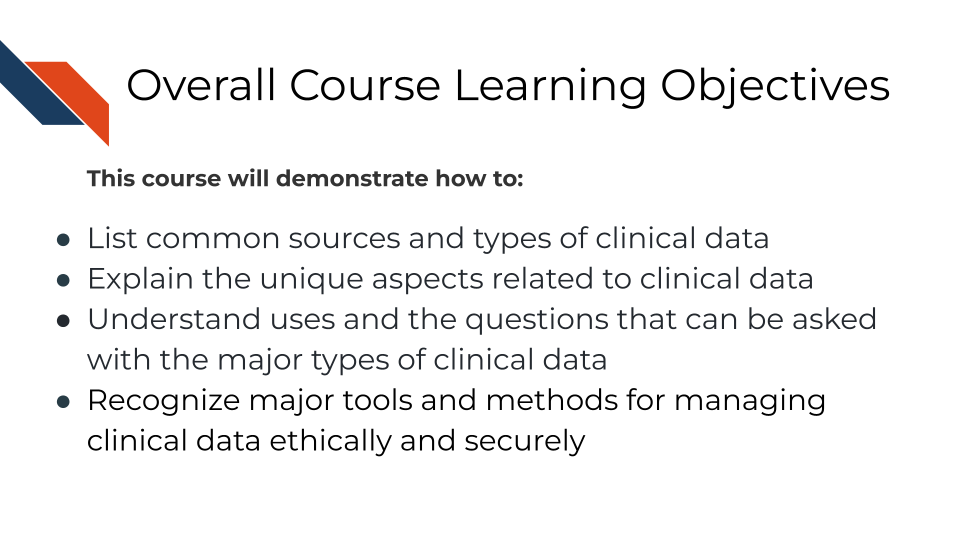 Overall Course Learning Objectives
This course will demonstrate how to:
● List common sources and types of clinical data
● Explain the unique aspects related to clinical data
● Understand uses and the questions that can be asked
with the major types of clinical data
● Recognize major tools and methods for managing
clinical data ethically and securely